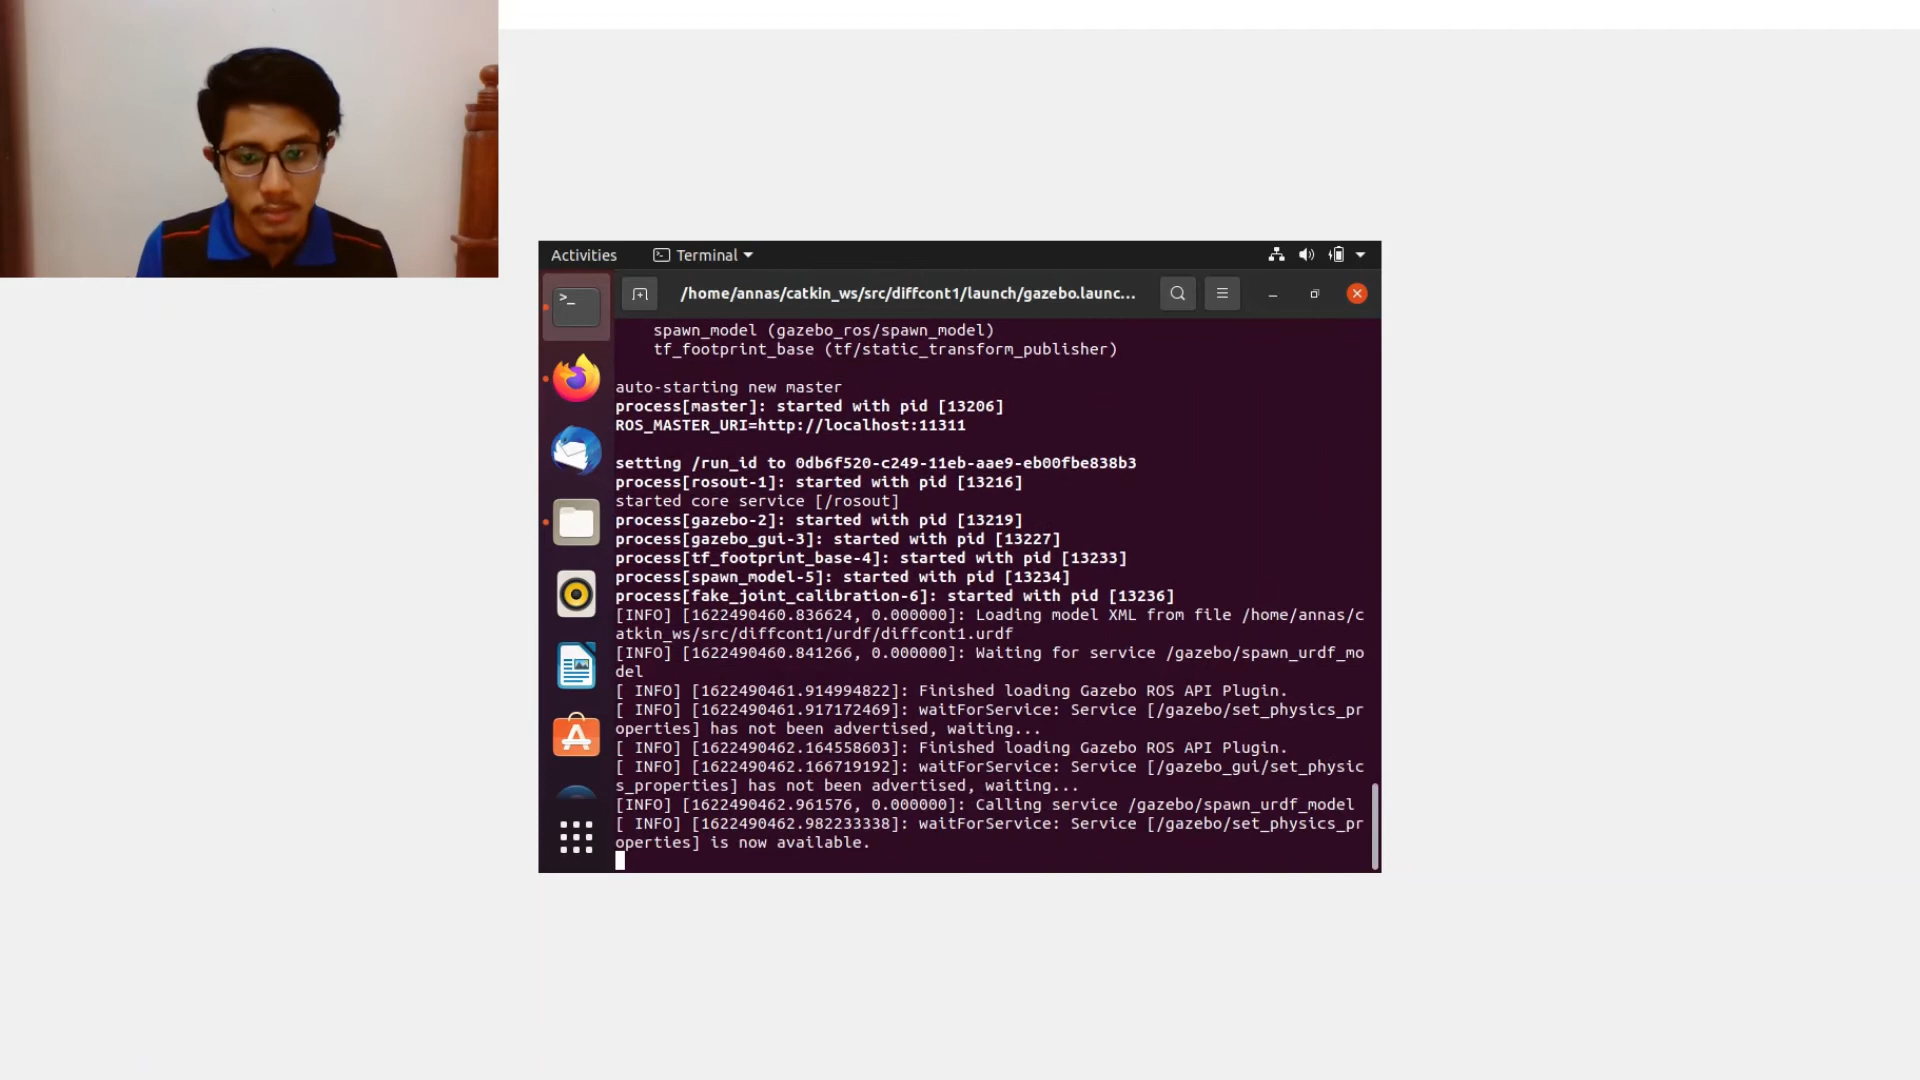 Activities
Terminal
/home/annas/catkin_ws/src/diffcont1/launch/gazebo.launc...
spawn_model (gazebo_ros/spawn_model)
tf_footprint_base (tf/static_transform_publisher)
auto-starting new master
process[master]: started with pid [13206]
ROS_MASTER_URI=http://localhost:11311
setting /run_id to 0db6f520-c249-11eb-aae9-eb00fbe838b3
process[rosout-1]: started with pid [13216]
started core service [/rosout]
process[gazebo-2]: started with pid [13219]
process[gazebo_gui-3]: started with pid [13227]
process[tf_footprint_base-4]: started with pid [13233]
process[spawn_model-5]: started with pid [13234]
process[fake_joint_calibration-6]: started with pid [13236]
[INFO] [1622490460.836624, 0.000000]: Loading model XML from file /home/annas/c
atkin_ws/src/diffcont1/urdf/diffcont1.urdf
[INFO] [1622490460.841266, 0.000000]: Waiting for service /gazebo/spawn_urdf_mo
del
[ INFO] [1622490461.914994822]: Finished loading Gazebo ROS API Plugin.
[ INFO] [1622490461.917172469]: waitForService: Service [/gazebo/set_physics_pr
operties] has not been advertised, waiting...
[ INFO] [1622490462.164558603]: Finished loading Gazebo ROS API Plugin.
[ INFO] [1622490462.166719192]: waitForService: Service [/gazebo_gui/set_physic
s_properties] has not been advertised, waiting...
[INFO] [1622490462.961576, 0.000000]: Calling service /gazebo/spawn_urdf_model
[ INFO] [1622490462.982233338]: waitForService: Service [/gazebo/set_physics_pr
operties] is now available.